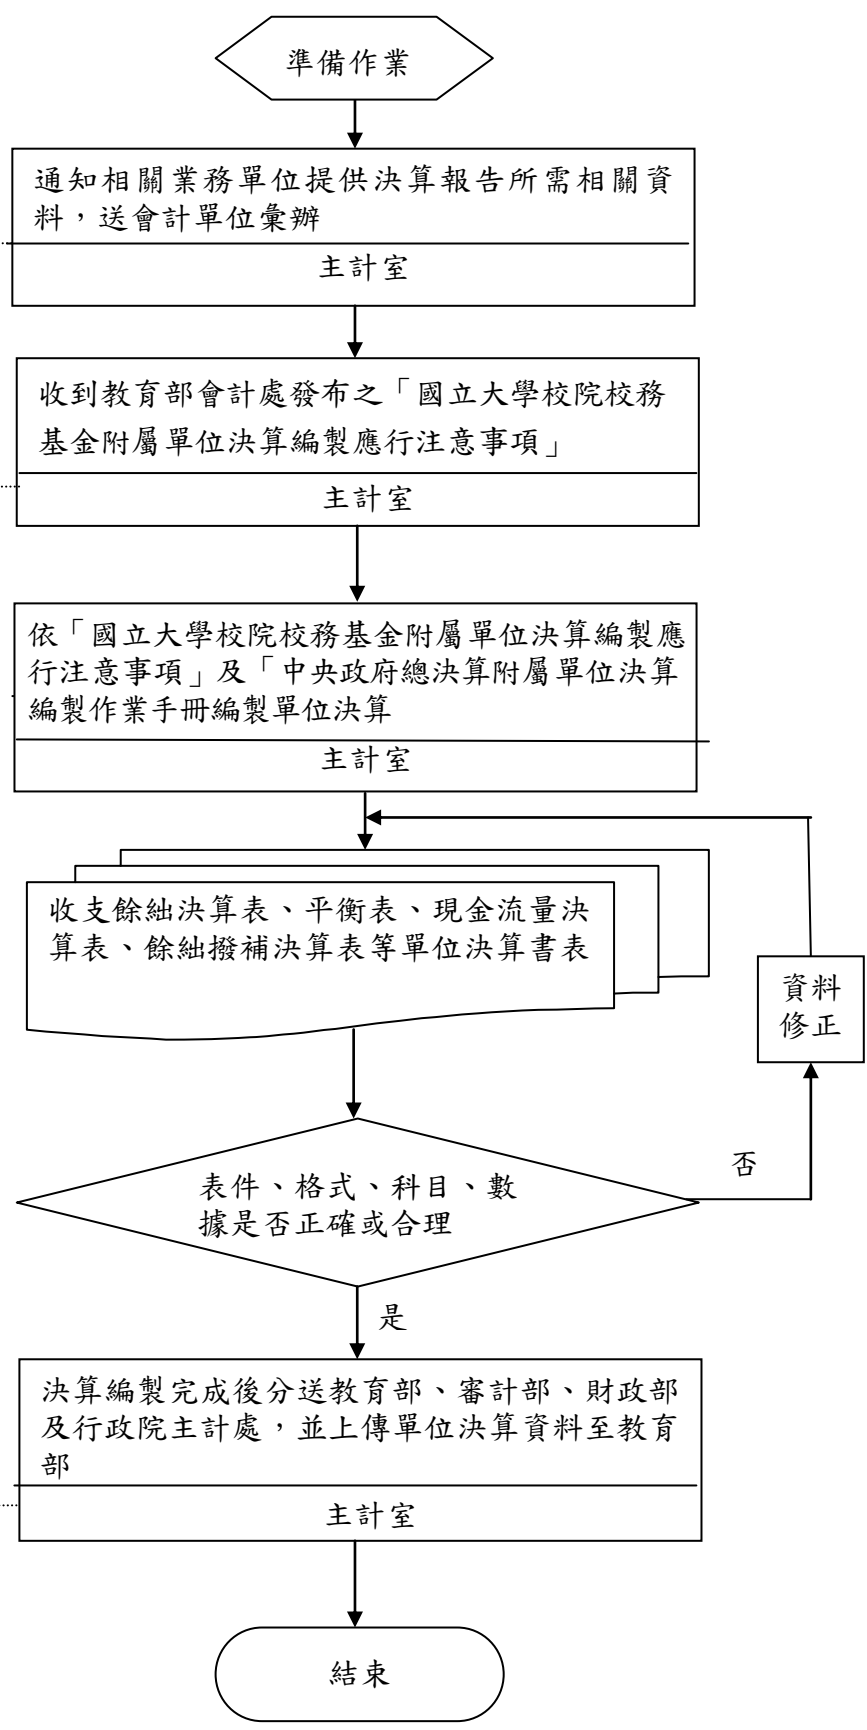 準備作業
通知相關業務單位提供決算報告所需相關資
料，送會計單位彙辦
主計室
收到教育部會計處發布之「國立大學校院校務
基金附屬單位決算編製應行注意事項」
主計室
依「國立大學校院校務基金附屬單位決算編製應
行注意事項」及「中央政府總決算附屬單位決算
編製作業手冊編製單位決算
主計室
收支餘絀決算表、平衡表、現金流量決
算表、餘絀撥補決算表等單位決算書表
資料
修正
表件、格式、科目、數
據是否正確或合理
否
是
決算編製完成後分送教育部、審計部、財政部
及行政院主計處，並上傳單位決算資料至教育
部
主計室
結束